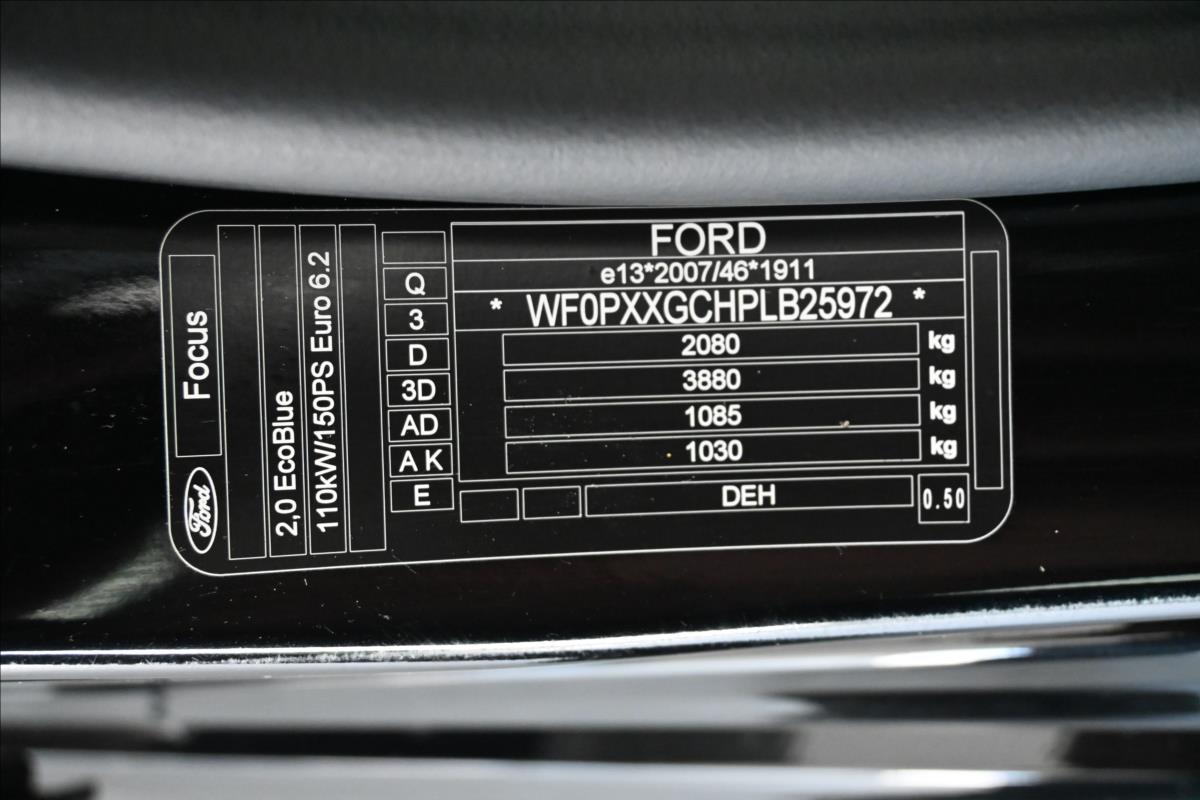 FORD
e13*2007/46*1911
* WF0PXXGCHPLB25972 *
2080 kg
3880 kg
1085 kg
1030 kg
DEH
0.50
Q
3
D
3D
AD
A K
E
Focus
Ford
2,0 EcoBlue
110kW/150PS Euro 6.2